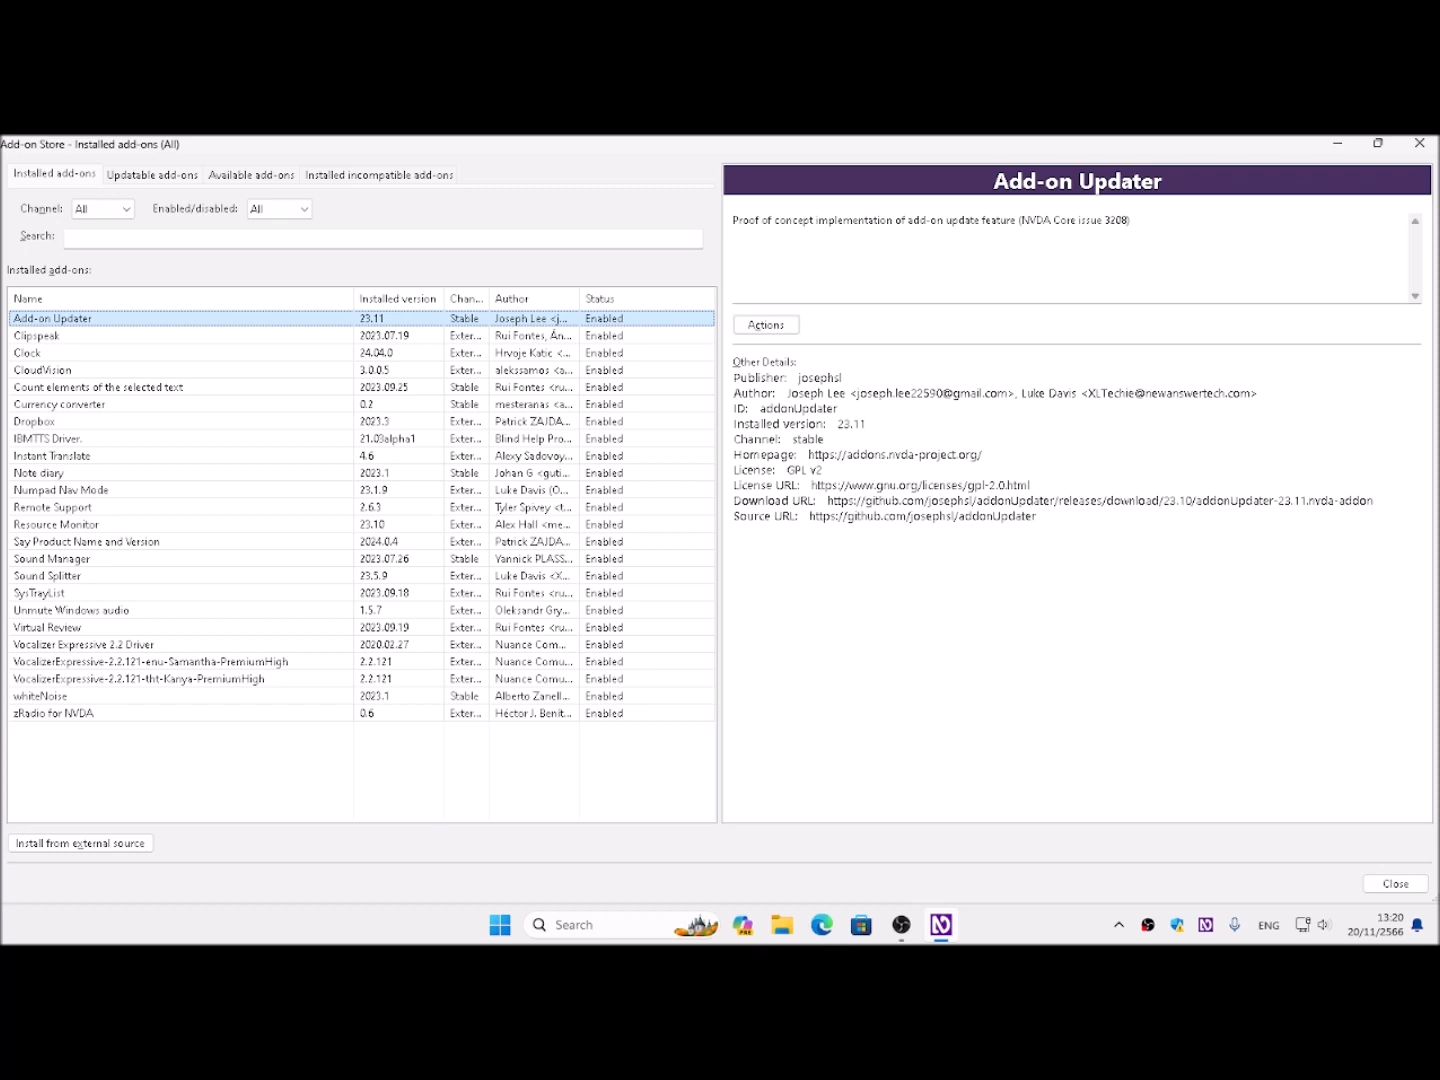 Add-on Store - Installed add-ons (All)
Installed add-ons
Updatable add-ons
Available add-ons
Installed incompatible add-ons
Channel: All
Enabled/disabled: All
Search:
Installed add-ons:
Name Installed version Chan... Author Status
Add-on Updater 23.11 Stable Joseph Lee <j... Enabled
Clipspeak 2023.07.19 Exter... Rui Fontes, Ân... Enabled
Clock 24.04.0 Exter... Hrvoje Katic <... Enabled
CloudVision 3.0.0.5 Exter... alekssamos <a... Enabled
Count elements of the selected text 2023.09.25 Stable Rui Fontes <ru... Enabled
Currency converter 0.2 Stable mesteranas <a... Enabled
Dropbox 2023.3 Exter... Patrick ZAJDA... Enabled
IBMTTS Driver. 21.03alpha1 Exter... Blind Help Pro... Enabled
Instant Translate 4.6 Exter... Alexy Sadovoy... Enabled
Note diary 2023.1 Stable Johan G <guti... Enabled
Numpad Nav Mode 23.1.9 Exter... Luke Davis (O... Enabled
Remote Support 2.6.3 Exter... Tyler Spivey <t... Enabled
Resource Monitor 23.10 Exter... Alex Hall <me... Enabled
Say Product Name and Version 2024.0.4 Exter... Patrick ZAJDA... Enabled
Sound Manager 2023.07.26 Stable Yannick PLASS... Enabled
Sound Splitter 23.5.9 Exter... Luke Davis <X... Enabled
SysTrayList 2023.09.18 Exter... Rui Fontes <ru... Enabled
Unmute Windows audio 1.5.7 Exter... Oleksandr Gry... Enabled
Virtual Review 2023.09.19 Exter... Rui Fontes <ru... Enabled
Vocalizer Expressive 2.2 Driver 2020.02.27 Exter... Nuance Com... Enabled
VocalizerExpressive-2.2.121-enu-Samantha-PremiumHigh 2.2.121 Exter... Nuance Comu... Enabled
VocalizerExpressive-2.2.121-tht-Kanya-PremiumHigh 2.2.121 Exter... Nuance Comu... Enabled
whiteNoise 2023.1 Stable Alberto Zanell... Enabled
zRadio for NVDA 0.6 Exter... Héctor J. Benít... Enabled
Install from external source
Add-on Updater
Proof of concept implementation of add-on update feature (NVDA Core issue 3208)
Actions
Other Details:
Publisher: josephsl
Author: Joseph Lee <joseph.lee22590@gmail.com>, Luke Davis <XLTechie@newanswertech.com>
ID: addonUpdater
Installed version: 23.11
Channel: stable
Homepage: https://addons.nvda-project.org/
License: GPL v2
License URL: https://www.gnu.org/licenses/gpl-2.0.html
Download URL: https://github.com/josephsl/addonUpdater/releases/download/23.10/addonUpdater-23.11.nvda-addon
Source URL: https://github.com/josephsl/addonUpdater
Close
Search
PRE
ENG
13:20
20/11/2566